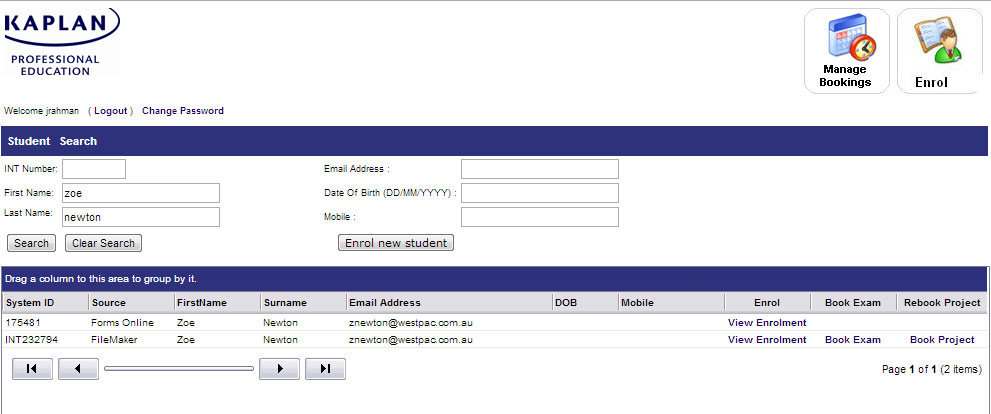 KAPLAN
PROFESSIONAL
EDUCATION
Manage
Bookings
Enrol
Welcome jrahman ( Logout ) Change Password
Student Search
INT Number: Email Address :
First Name: zoe Date Of Birth (DD/MM/YYYY) :
Last Name: newton Mobile :
Search Clear Search Enrol new student
Drag a column to this area to group by it.
System ID Source FirstName Surname Email Address DOB Mobile Enrol Book Exam Rebook Project
175481 Forms Online Zoe Newton znewton@westpac.com.au View Enrolment
INT232794 FileMaker Zoe Newton znewton@westpac.com.au View Enrolment Book Exam Book Project
Page 1 of 1 (2 items)